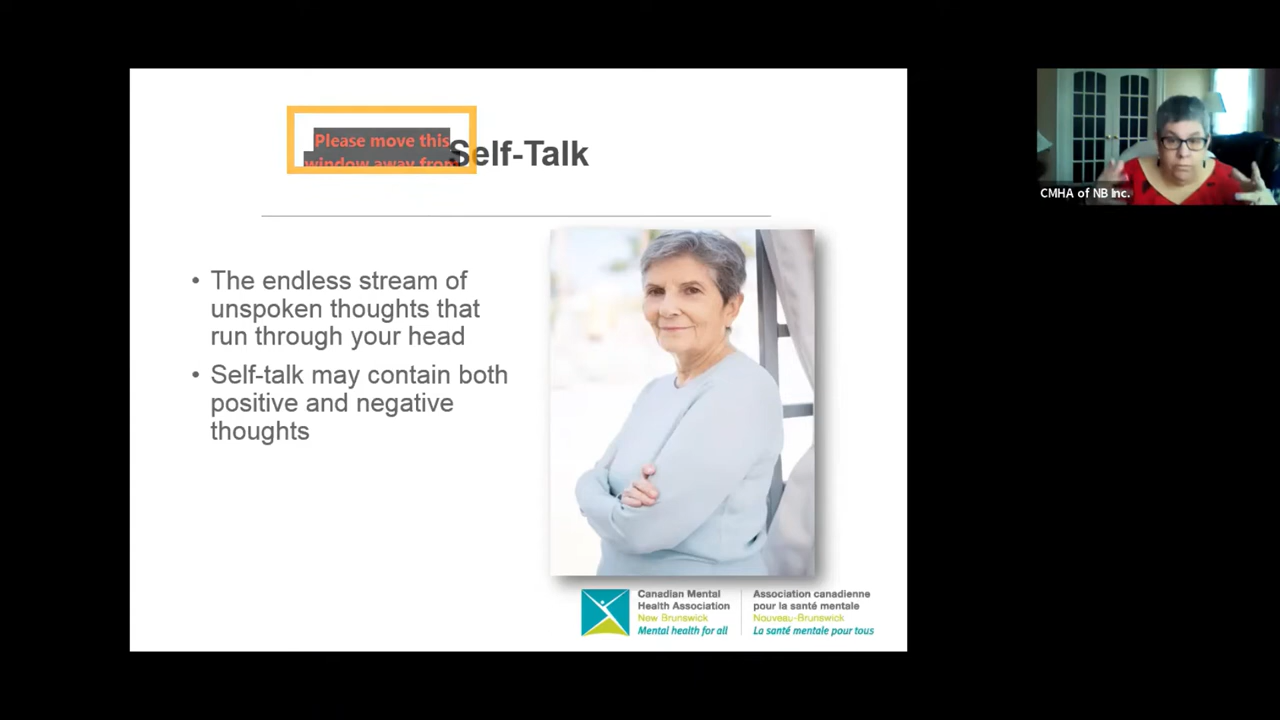 Please move this
window away from
Self-Talk
CMHA of NB Inc.
• The endless stream of
unspoken thoughts that
run through your head
• Self-talk may contain both
positive and negative
thoughts
Canadian Mental
Health Association
New Brunswick
Mental health for all
Association canadienne
pour la santé mentale
Nouveau-Brunswick
La santé mentale pour tous